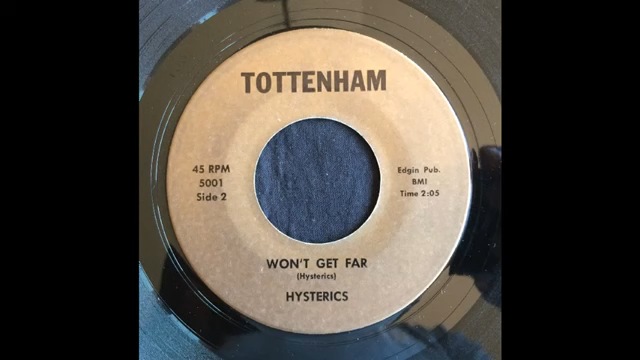 TOTTENHAM
45 RPM
5001
Side 2
Edgin Pub.
BMI
Time 2:05
WON'T GET FAR
(Hysterics)
HYSTERICS